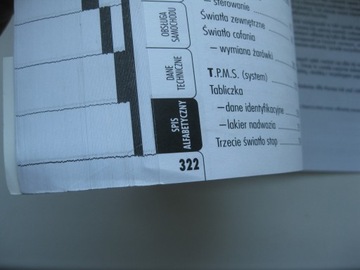 – sterowanie
Światła zewnętrzne
Światło cofania
– wymiana żarówki
T.P.M.S. (system)
Tabliczka
– dane identyfikacyjne
– lakier nadwozia
Trzecie światło stop
OBSŁUGA
SAMOCHODU
DANE
TECHNICZNE
SPIS
ALFABETYCZNY
322